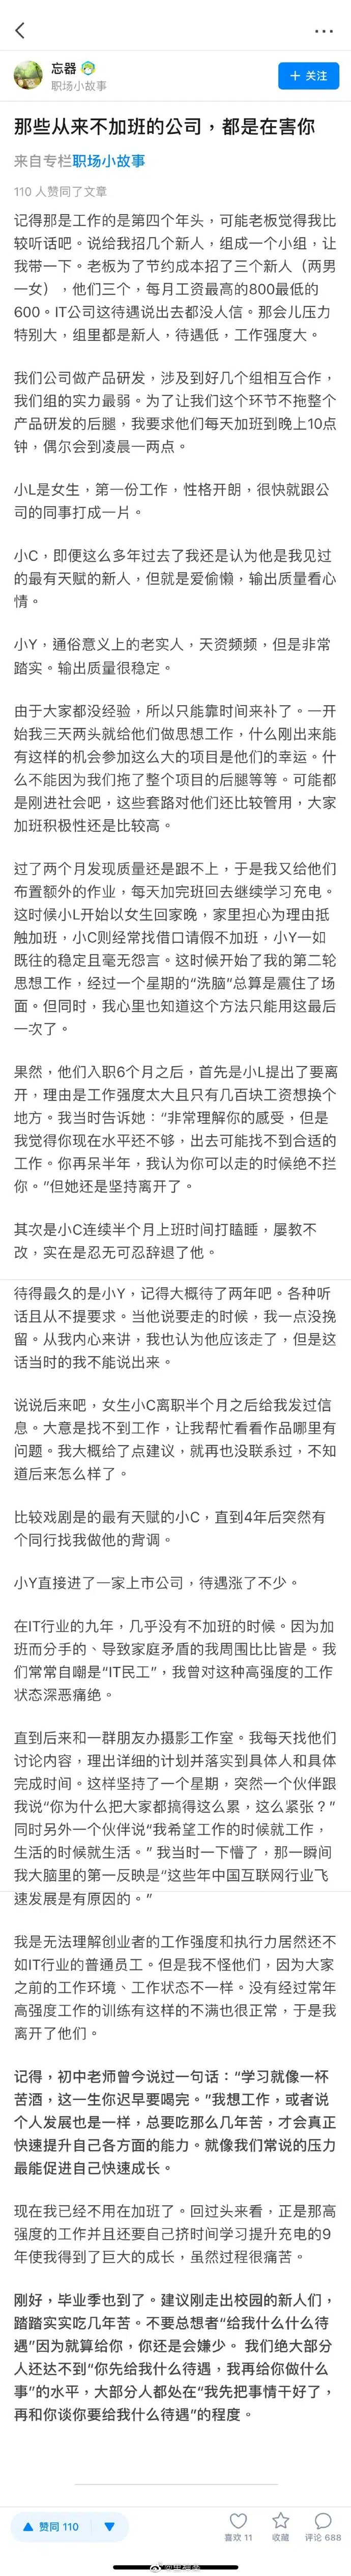 忘器
职场小故事
+ 关注
那些从来不加班的公司，都是在害你
来自专栏职场小故事
110 人赞同了文章
记得那是工作的是第四个年头，可能老板觉得我比
较听话吧。说给我招几个新人，组成一个小组，让
我带一下。老板为了节约成本招了三个新人（两男
一女），他们三个，每月工资最高的800最低的
600。IT公司这待遇说出去都没人信。那会儿压力
特别大，组里都是新人，待遇低，工作强度大。
我们公司做产品研发，涉及到好几个组相互合作，
我们组的实力最弱。为了让我们这个环节不拖整个
产品研发的后腿，我要求他们每天加班到晚上10点
钟，偶尔会到凌晨一两点。
小L是女生，第一份工作，性格开朗，很快就跟公
司的同事打成一片。
小C，即便这么多年过去了我还是认为他是我见过
的最有天赋的新人，但就是爱偷懒，输出质量看心
情。
小Y，通俗意义上的老实人，天资频频，但是非常
踏实。输出质量很稳定。
由于大家都没经验，所以只能靠时间来补了。一开
始我三天两头就给他们做思想工作，什么刚出来能
有这样的机会参加这么大的项目是他们的幸运。什
么不能因为我们拖了整个项目的后腿等等。可能都
是刚进社会吧，这些套路对他们还比较管用，大家
加班积极性还是比较高。
过了两个月发现质量还是跟不上，于是我又给他们
布置额外的作业，每天加完班回去继续学习充电。
这时候小L开始以女生回家晚，家里担心为理由抵
触加班，小C则经常找借口请假不加班，小Y一如
既往的稳定且毫无怨言。这时候开始了我的第二轮
思想工作，经过一个星期的“洗脑“总算是震住了场
面。但同时，我心里也知道这个方法只能用这最后
一次了。
果然，他们入职6个月之后，首先是小L提出了要离
开，理由是工作强度太大且只有几百块工资想换个
地方。我当时告诉她：“非常理解你的感受，但是
我觉得你现在水平还不够，出去可能找不到合适的
工作。你再呆半年，我认为你可以走的时候绝不拦
你。”但她还是坚持离开了。
其次是小C连续半个月上班时间打瞌睡，屡教不
改，实在是忍无可忍辞退了他。
待得最久的是小Y，记得大概待了两年吧。各种听
话且从不提要求。当他说要走的时候，我一点没挽
留。从我内心来讲，我也认为他应该走了，但是这
话当时的我不能说出来。
说说后来吧，女生小C离职半个月之后给我发过信
息。大意是找不到工作，让我帮忙看看作品哪里有
问题。我大概给了点建议，就再也没联系过，不知
道后来怎么样了。
比较戏剧是的最有天赋的小C，直到4年后突然有
个同行找我做他的背调。
小Y直接进了一家上市公司，待遇涨了不少。
在IT行业的九年，几乎没有不加班的时候。因为加
班而分手的、导致家庭矛盾的我周围比比皆是。我
们常常自嘲是“IT民工”，我曾对这种高强度的工作
状态深恶痛绝。
直到后来和一群朋友办摄影工作室。我每天找他们
讨论内容，理出详细的计划并落实到具体人和具体
完成时间。这样坚持了一个星期，突然一个伙伴跟
我说“你为什么把大家都搞得这么累，这么紧张？”
同时另外一个伙伴说“我希望工作的时候就工作，
生活的时候就生活。” 我当时一下懵了，那一瞬间
我大脑里的第一反映是“这些年中国互联网行业飞
速发展是有原因的。”
我是无法理解创业者的工作强度和执行力居然还不
如IT行业的普通员工。但是我不怪他们，因为大家
之前的工作环境、工作状态不一样。没有经过常年
高强度工作的训练有这样的不满也很正常，于是我
离开了他们。
记得，初中老师曾今说过一句话：“学习就像一杯
苦酒，这一生你迟早要喝完。”我想工作，或者说
个人发展也是一样，总要吃那么几年苦，才会真正
快速提升自己各方面的能力。就像我们常说的压力
最能促进自己快速成长。
现在我已经不用在加班了。回过头来看，正是那高
强度的工作并且还要自己挤时间学习提升充电的9
年使我得到了巨大的成长，虽然过程很痛苦。
刚好，毕业季也到了。建议刚走出校园的新人们，
踏踏实实吃几年苦。不要总想者“给我什么什么待
遇”因为就算给你，你还是会嫌少。 我们绝大部分
人还达不到“你先给我什么待遇，我再给你做什么
事”的水平，大部分人都处在“我先把事情干好了，
再和你谈你要给我什么待遇”的程度。
赞同 110
喜欢 11
收藏
评论 688